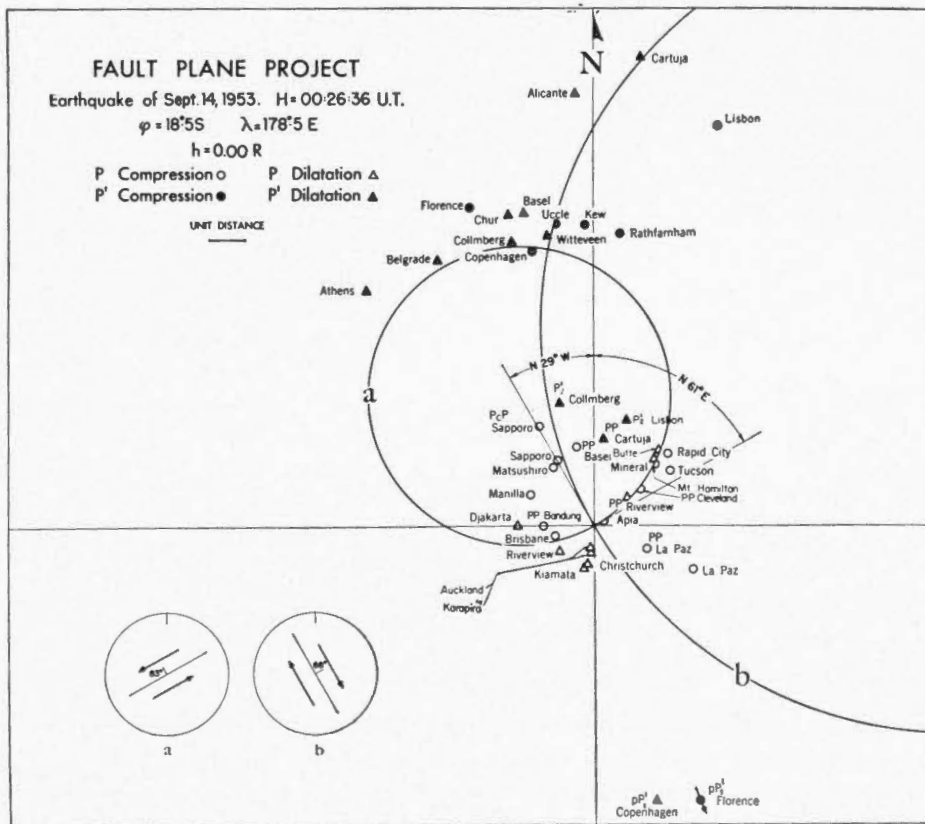 FAULT PLANE PROJECT
Earthquake of Sept. 14, 1953. H=00:26:36 U.T.
φ=18°5S λ=178°5 E
h=0.00 R
P Compression ○ P Dilatation △
P' Compression ● P' Dilatation ▲
UNIT DISTANCE
N
Cartuja
Alicante
Lisbon
Florence
Basel
Chur
Uccle
Kew
Collmberg
Witteveen
Rathfarnham
Copenhagen
Belgrade
Athens
N 29° W
N 61° E
a
Collmberg
PcP
Sapporo
Lisbon
PP
Cartuja
PP
Basel
Butte
Rapid City
Sapporo
Mineral
Tucson
Matsushiro
Mt Hamilton
PP Cleveland
Manilla
PP
Riverview
Djakarta
PP Bandung
Apia
Brisbane
PP
La Paz
Riverview
Christchurch
La Paz
Kiamata
Auckland
Karapiro
63°
66°
a
b
b
Copenhagen
Florence